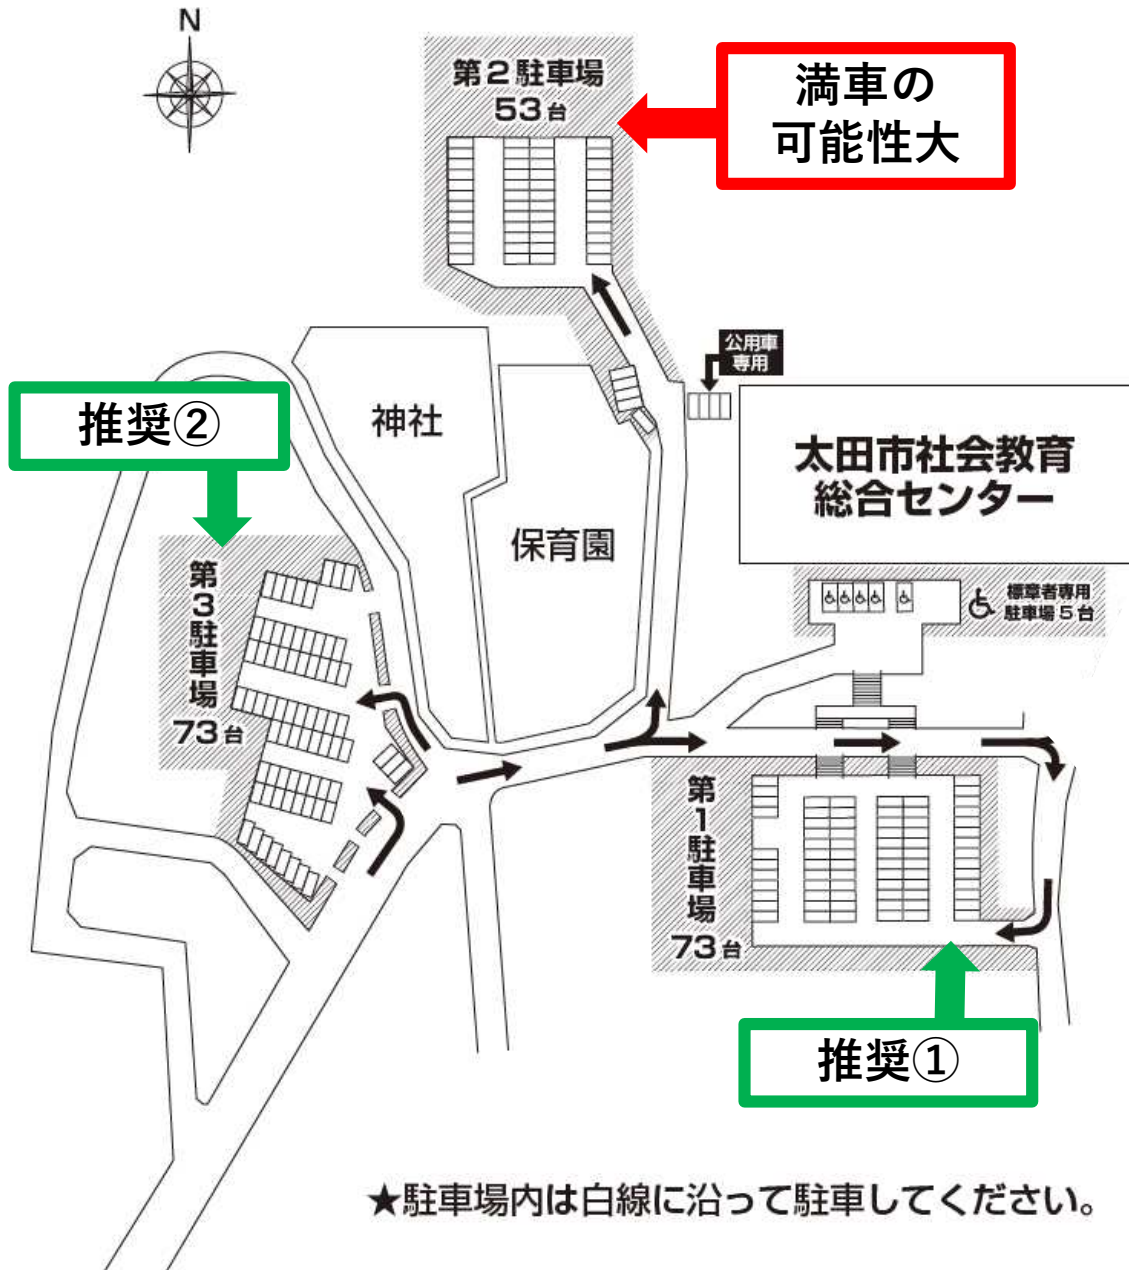 N
第2駐車場
53台
満車の
可能性大
公用車
専用
推奨②
神社
太田市社会教育
総合センター
保育園
第3駐車場
73台
標章者専用
駐車場5台
第1駐車場
73台
推奨①
★駐車場内は白線に沿って駐車してください。